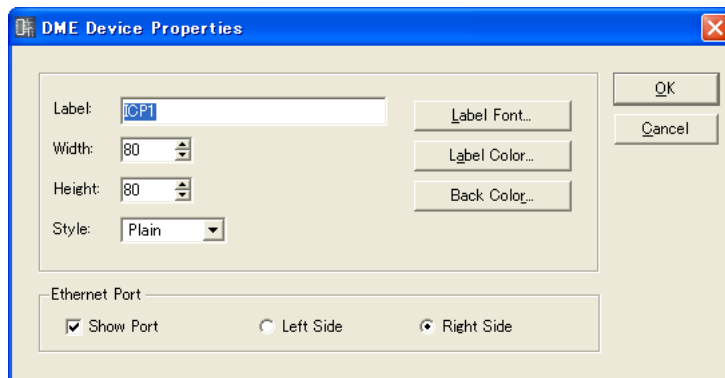 DME Device Properties
Label: ICP1
Width: 80
Height: 80
Style: Plain
Label Font...
Label Color...
Back Color...
OK
Cancel
Ethernet Port
Show Port Left Side Right Side